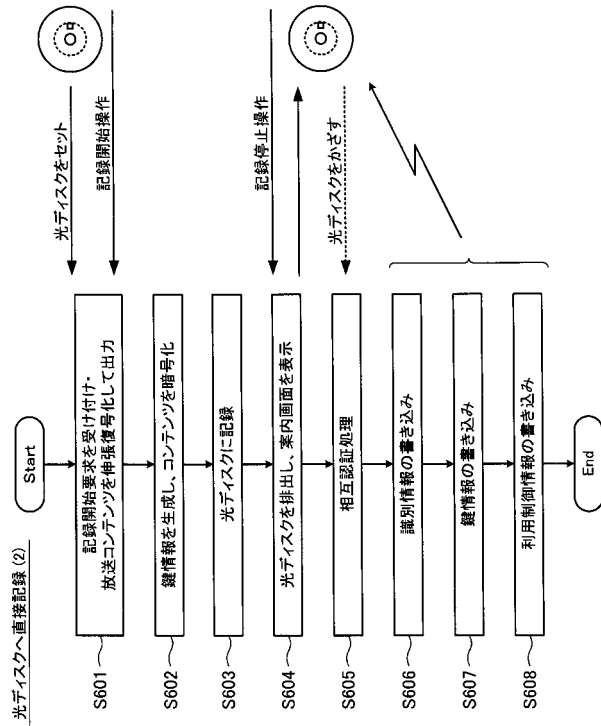 光ディスクへ直接記録(2)
Start
光ディスクをセット
記録開始操作
S601
記録開始要求を受け付け・
放送コンテンツを伸張復号化して出力
S602
鍵情報を生成し、コンテンツを暗号化
S603
光ディスクに記録
記録停止操作
S604
光ディスクを排出し、案内画面を表示
光ディスクをかざす
S605
相互認証処理
S606
識別情報の書き込み
S607
鍵情報の書き込み
S608
利用制御情報の書き込み
End